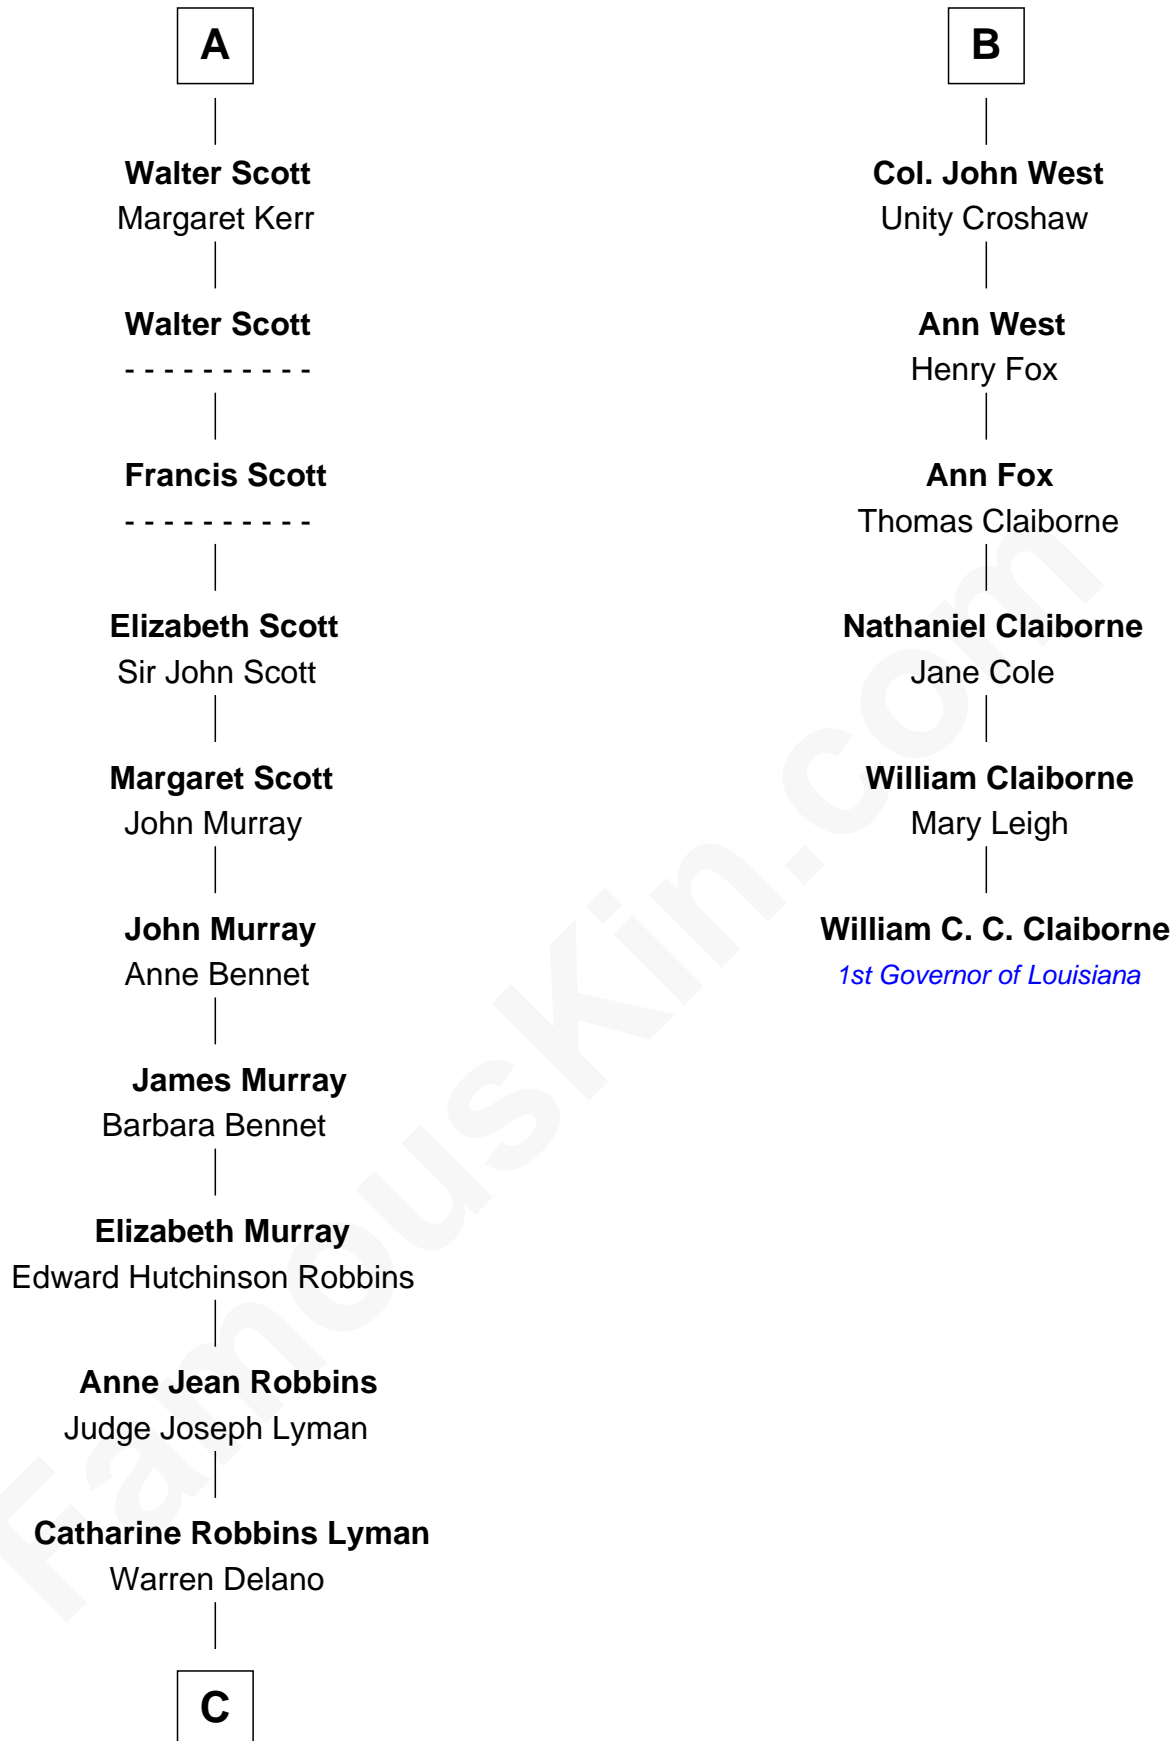 A
Walter Scott
Margaret Kerr
Walter Scott
- - - - - - - - - -
Francis Scott
- - - - - - - - - -
Elizabeth Scott
Sir John Scott
Margaret Scott
John Murray
John Murray
Anne Bennet
James Murray
Barbara Bennet
Elizabeth Murray
Edward Hutchinson Robbins
Anne Jean Robbins
Judge Joseph Lyman
Catharine Robbins Lyman
Warren Delano
C
B
Col. John West
Unity Croshaw
Ann West
Henry Fox
Ann Fox
Thomas Claiborne
Nathaniel Claiborne
Jane Cole
William Claiborne
Mary Leigh
William C. C. Claiborne
1st Governor of Louisiana
FamousKin.com